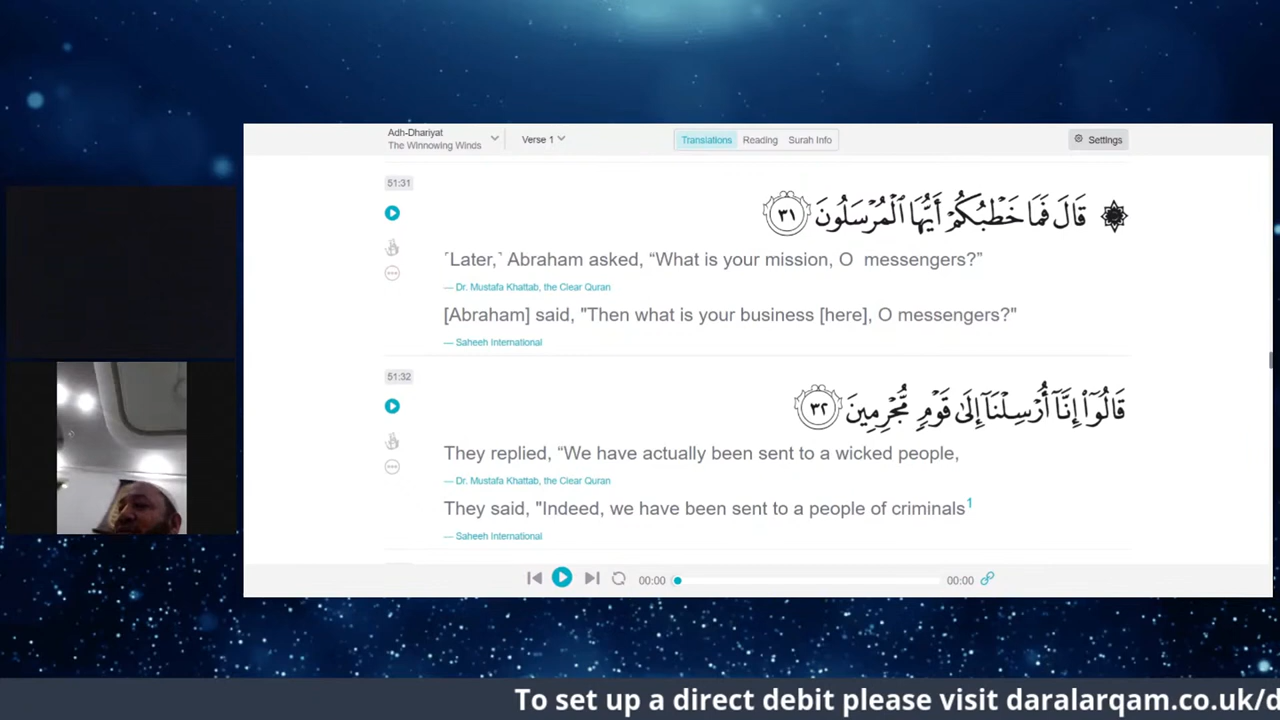 Adh-Dhariyat
The Winnowing Winds
Verse 1
Translations
Reading
Surah Info
Settings
51:31
قَالَ فَمَا خَطْبُكُمْ أَيُّهَا ٱلْمُرْسَلُونَ ٣١
˹Later,˺ Abraham asked, “What is your mission, O messengers?”
— Dr. Mustafa Khattab, the Clear Quran
[Abraham] said, "Then what is your business [here], O messengers?"
— Saheeh International
51:32
قَالُوٓا۟ إِنَّآ أُرْسِلْنَآ إِلَىٰ قَوْمٍ مُّجْرِمِينَ ٣٢
They replied, “We have actually been sent to a wicked people,
— Dr. Mustafa Khattab, the Clear Quran
They said, "Indeed, we have been sent to a people of criminals1
— Saheeh International
00:00
00:00
To set up a direct debit please visit daralarqam.co.uk/d